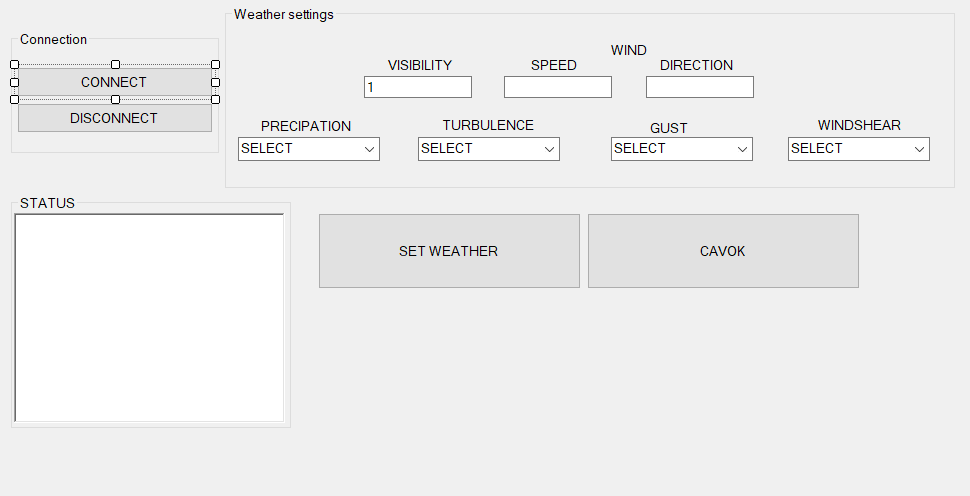 Weather settings
Connection
WIND
VISIBILITY SPEED DIRECTION
CONNECT
1
DISCONNECT
PRECIPATION TURBULENCE GUST WINDSHEAR
SELECT SELECT SELECT SELECT
STATUS
SET WEATHER CAVOK